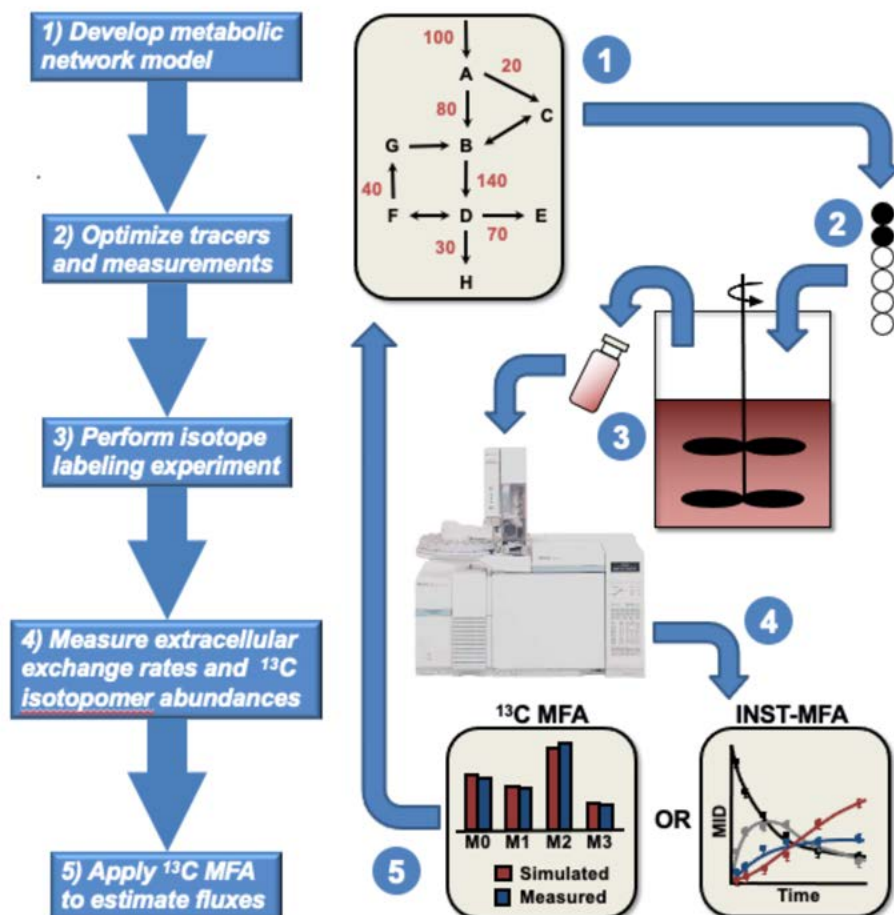 1) Develop metabolic
network model
2) Optimize tracers
and measurements
3) Perform isotope
labeling experiment
4) Measure extracellular
exchange rates and ¹³C
isotopomer abundances
5) Apply ¹³C MFA
to estimate fluxes
100
A
20
80
C
G
B
40
140
F
D
E
30
70
H
1
2
3
4
¹³C MFA
M0 M1 M2 M3
Simulated
Measured
OR
INST-MFA
MID
Time
5